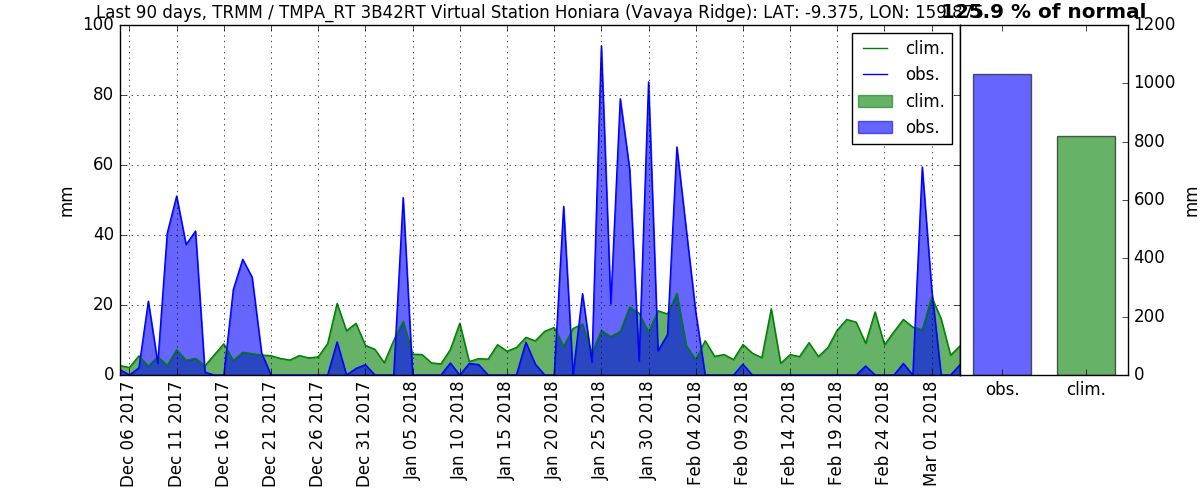 Last 90 days, TRMM / TMPA_RT 3B42RT Virtual Station Honiara (Vavaya Ridge): LAT: -9.375, LON:
125.9 % of normal
100
80
60
40
20
0
mm
clim.
obs.
clim.
obs.
1200
1000
800
600
400
200
0
mm
obs.
clim.
Dec 06 2017
Dec 11 2017
Dec 16 2017
Dec 21 2017
Dec 26 2017
Dec 31 2017
Jan 05 2018
Jan 10 2018
Jan 15 2018
Jan 20 2018
Jan 25 2018
Jan 30 2018
Feb 04 2018
Feb 09 2018
Feb 14 2018
Feb 19 2018
Feb 24 2018
Mar 01 2018